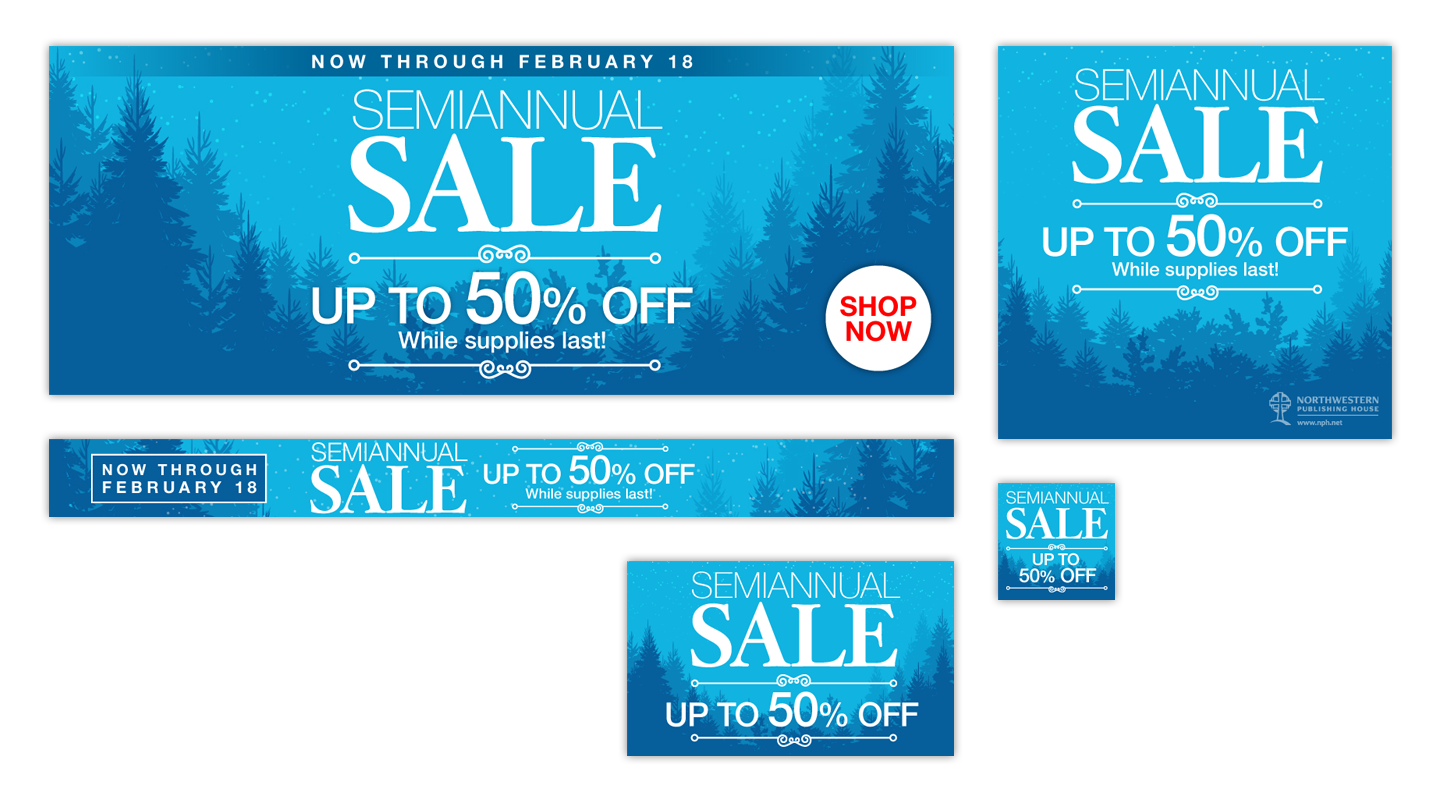 NOW THROUGH FEBRUARY 18
SEMIANNUAL
SALE
UP TO 50% OFF
While supplies last!
SHOP
NOW
SEMIANNUAL
SALE
UP TO 50% OFF
While supplies last!
NORTHWESTERN
PUBLISHING HOUSE
www.nph.net
NOW THROUGH
FEBRUARY 18
SEMIANNUAL
SALE
UP TO 50% OFF
While supplies last!
SEMIANNUAL
SALE
UP TO
50% OFF
SEMIANNUAL
SALE
UP TO 50% OFF